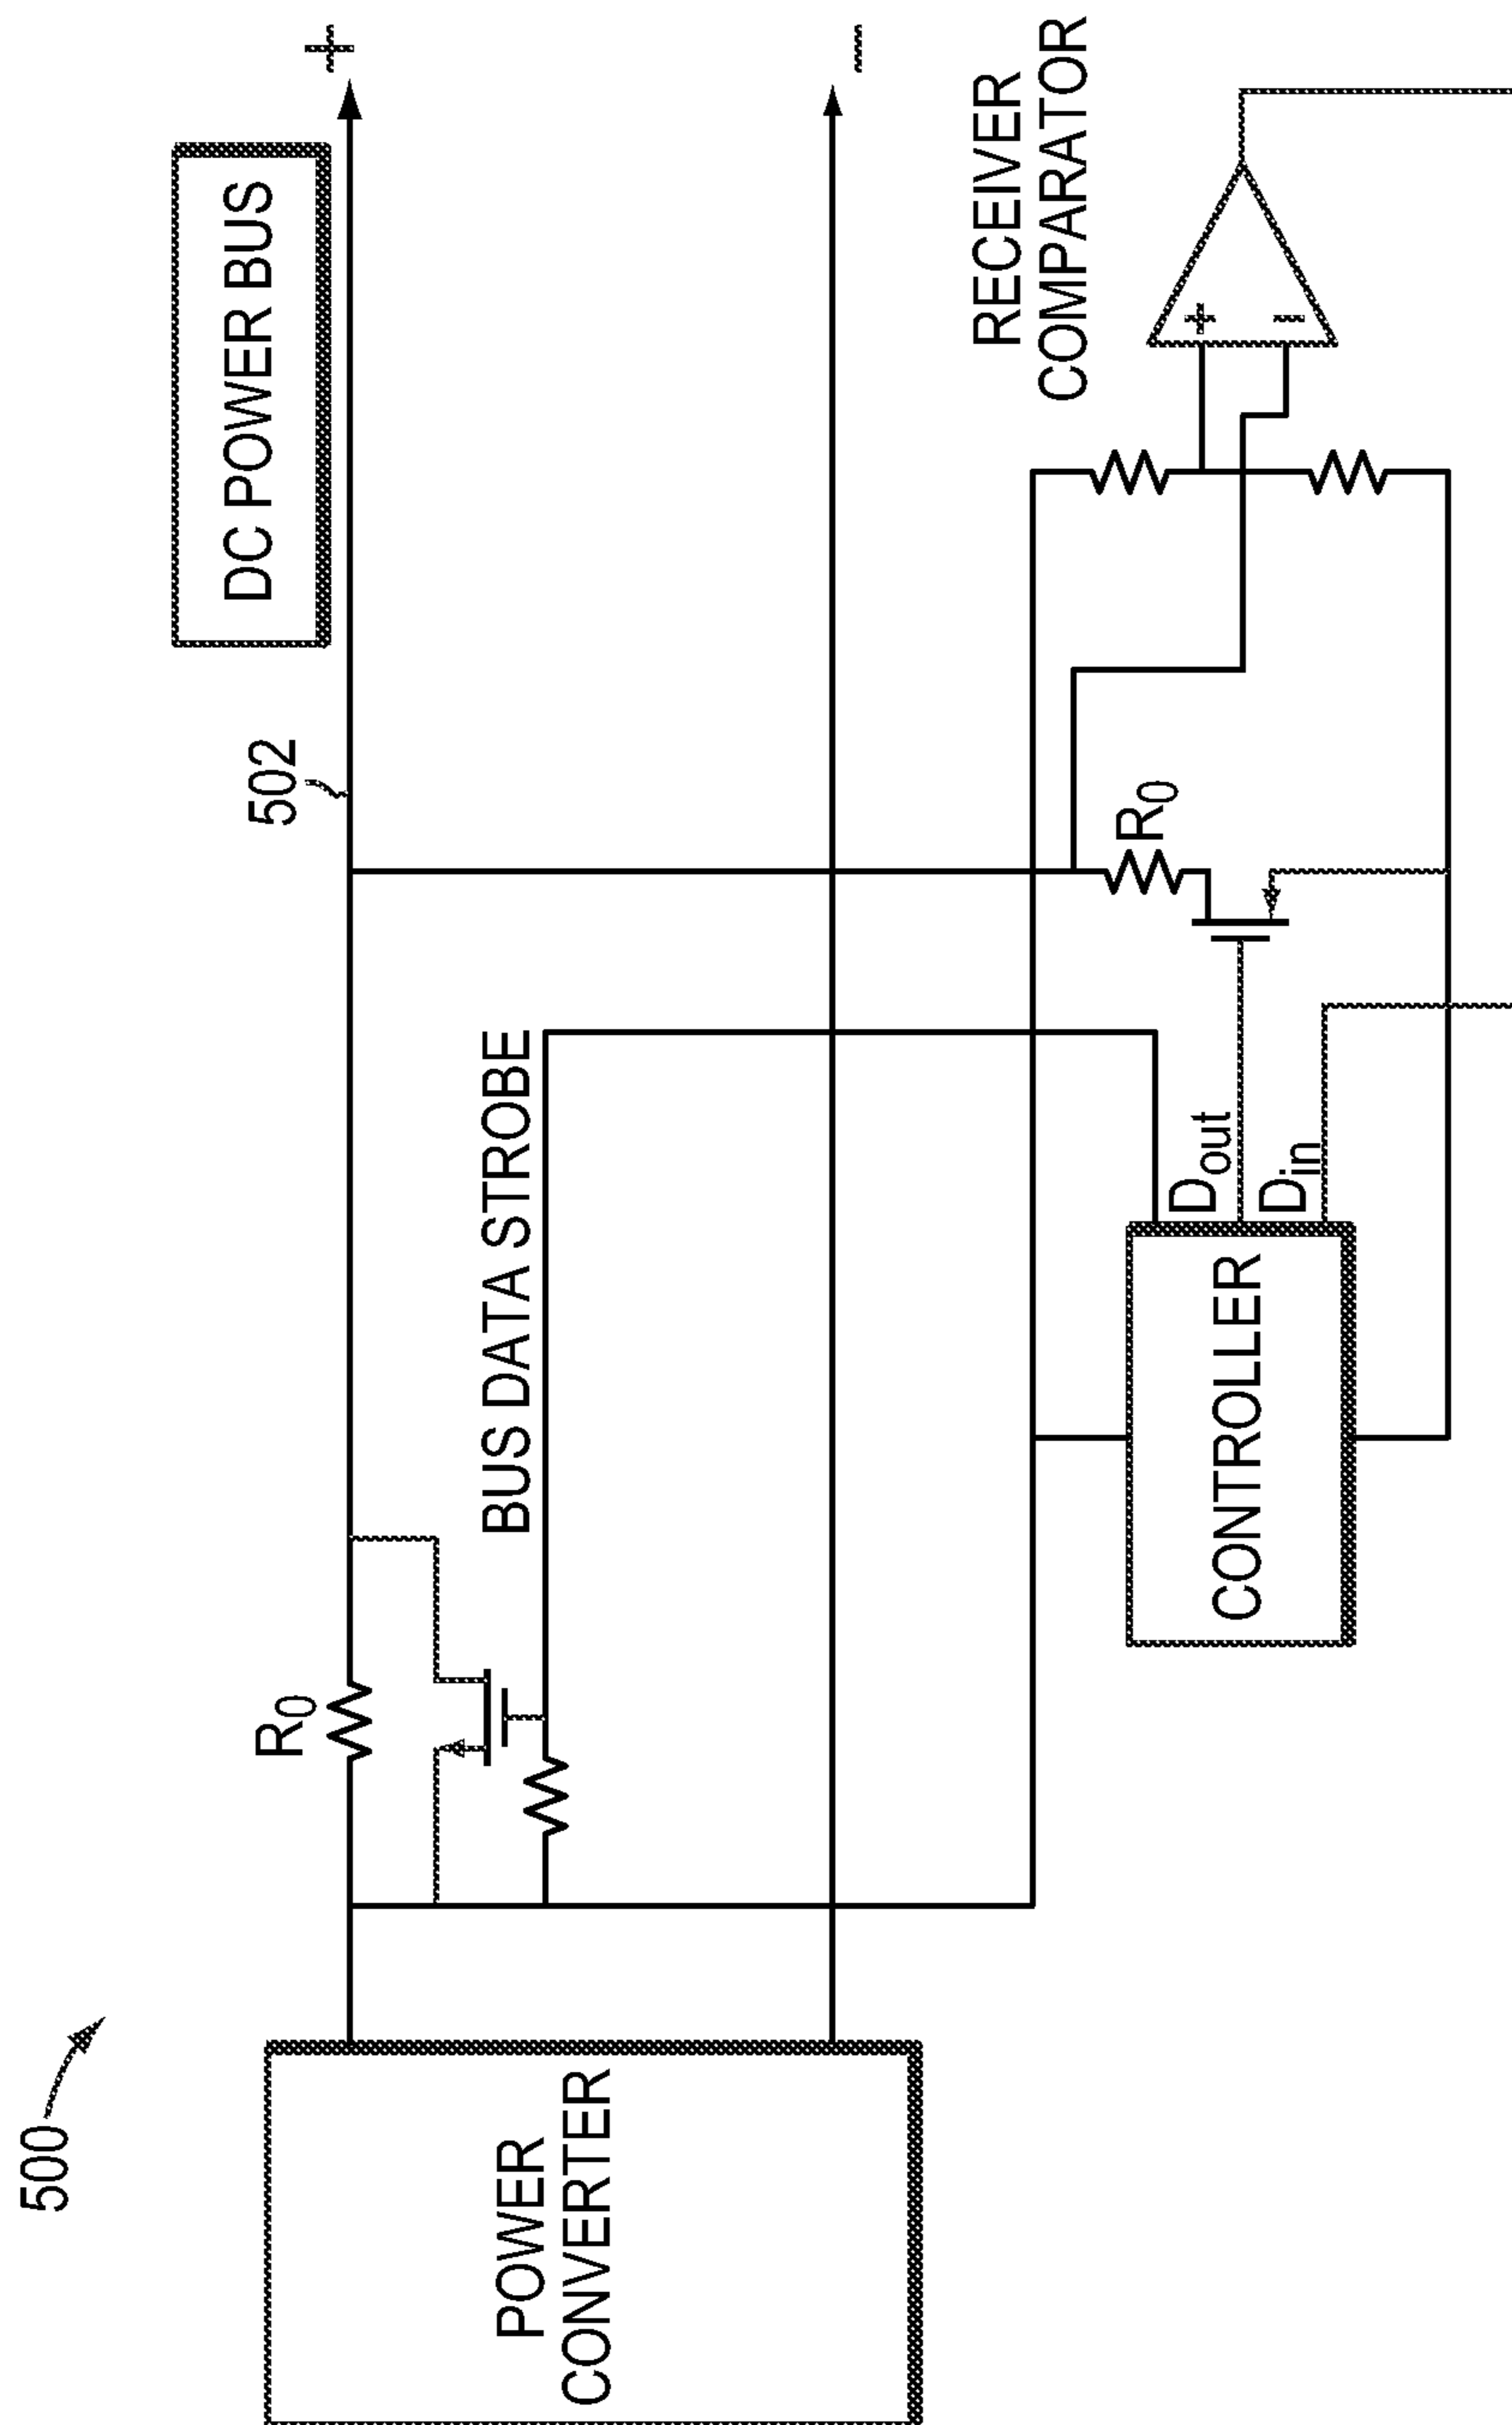 500
DC POWER BUS
502
+
R0
BUS DATA STROBE
POWER
CONVERTER
−
RECEIVER
COMPARATOR
R0
+
−
Dout
Din
CONTROLLER